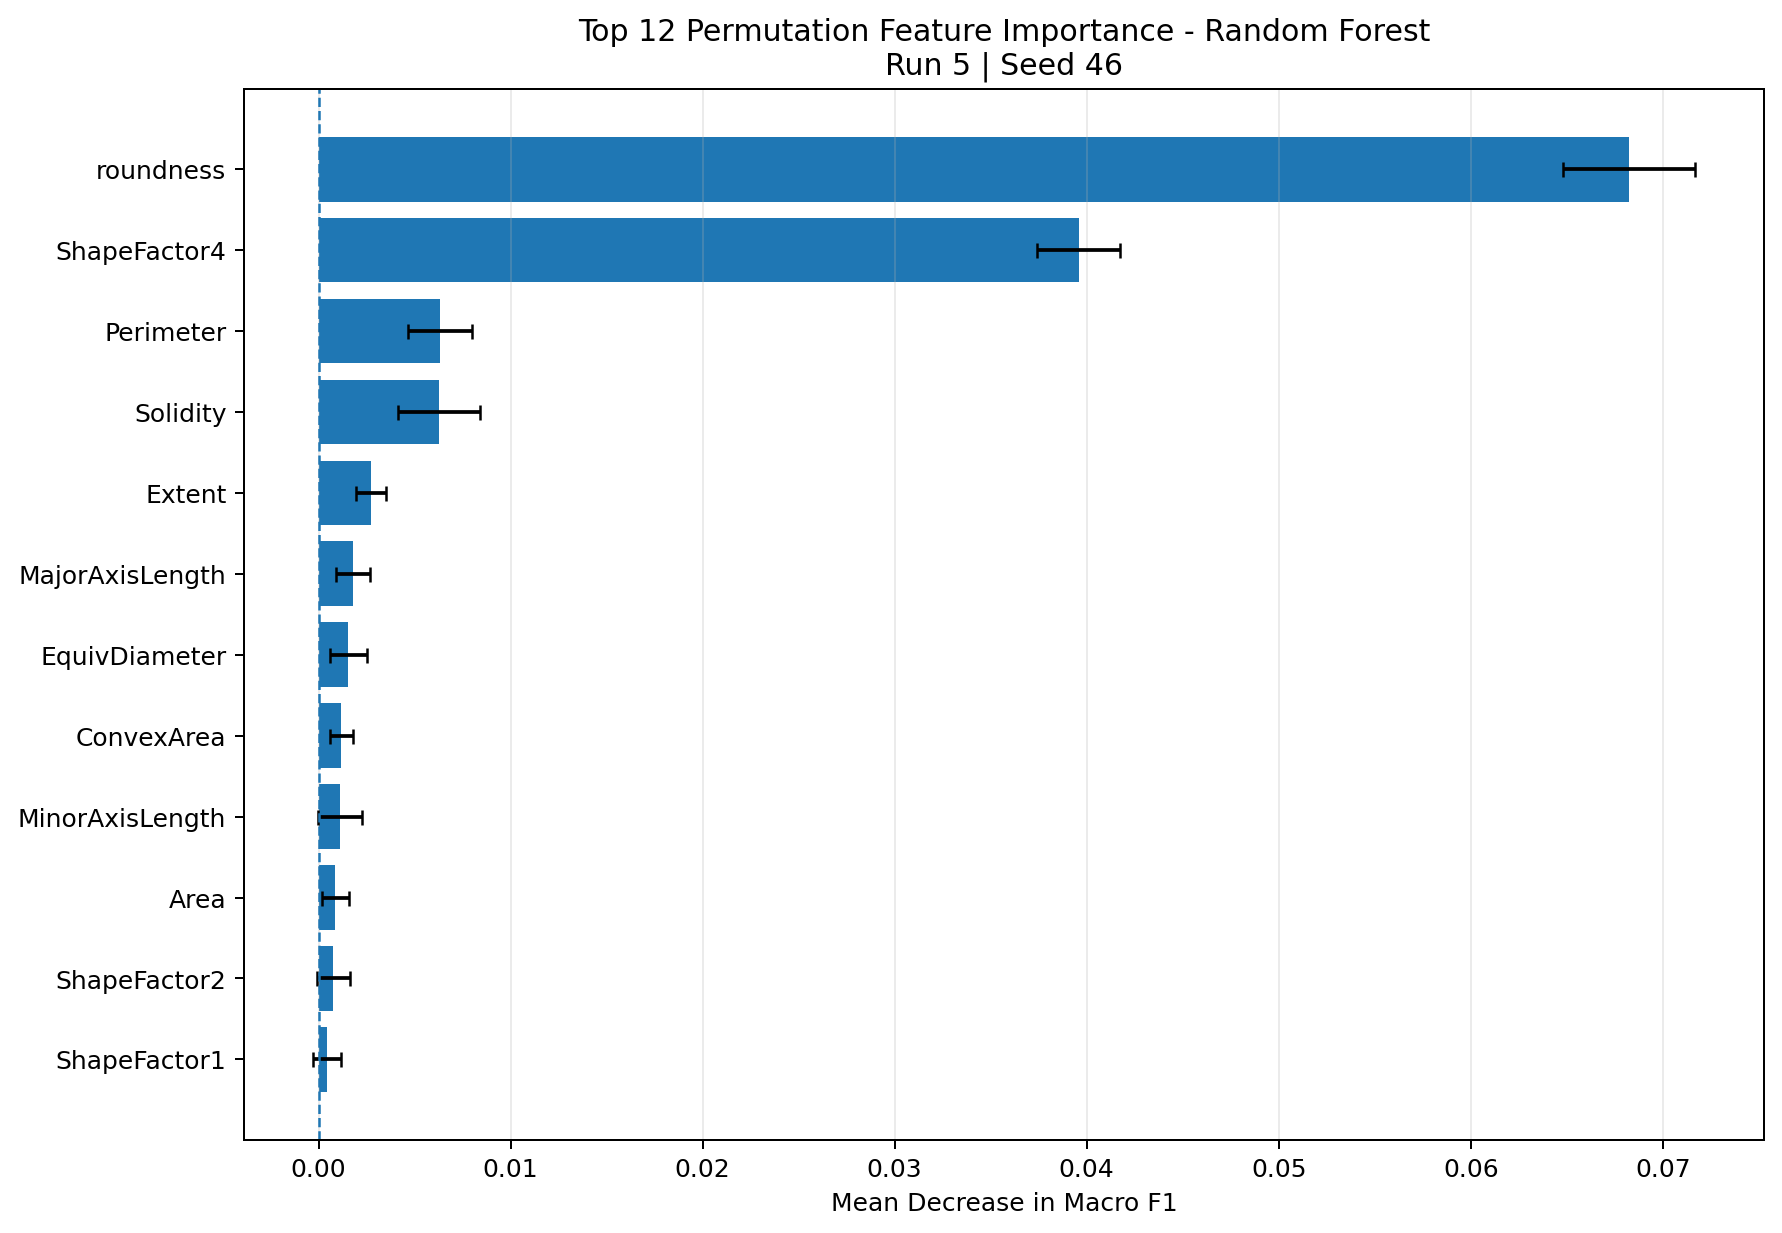 Top 12 Permutation Feature Importance - Random Forest
Run 5 | Seed 46
roundness
ShapeFactor4
Perimeter
Solidity
Extent
MajorAxisLength
EquivDiameter
ConvexArea
MinorAxisLength
Area
ShapeFactor2
ShapeFactor1
0.00 0.01 0.02 0.03 0.04 0.05 0.06 0.07
Mean Decrease in Macro F1